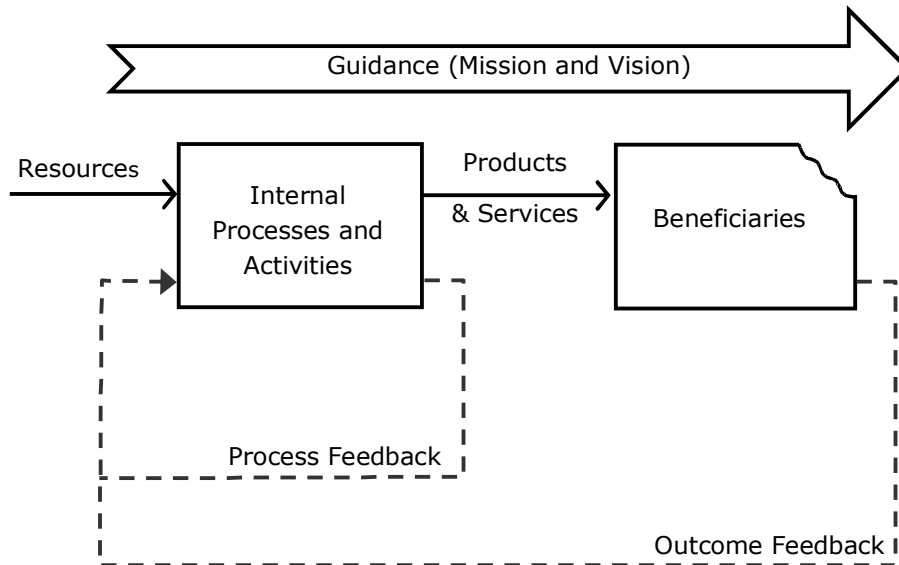 Guidance (Mission and Vision)
Resources
Internal
Processes and
Activities
Products
& Services
Beneficiaries
Process Feedback
Outcome Feedback